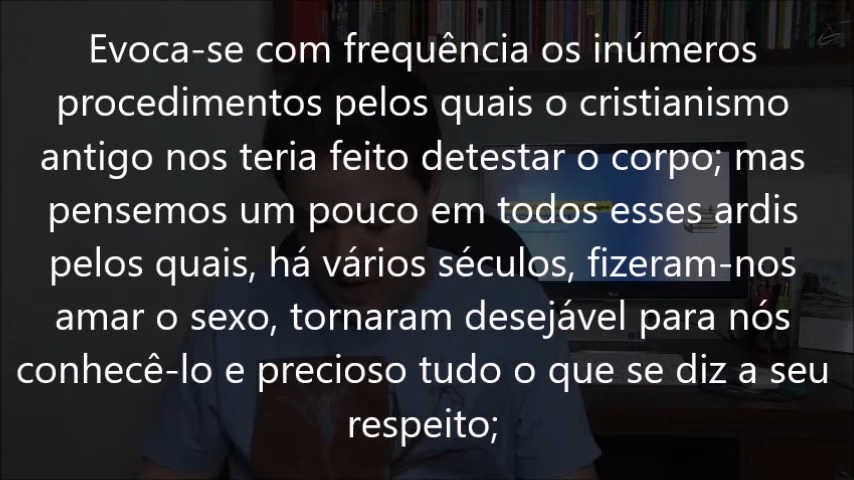 Evoca-se com frequência os inúmeros
procedimentos pelos quais o cristianismo
antigo nos teria feito detestar o corpo; mas
pensemos um pouco em todos esses ardis
pelos quais, há vários séculos, fizeram-nos
amar o sexo, tornaram desejável para nós
conhecê-lo e precioso tudo o que se diz a seu
respeito;